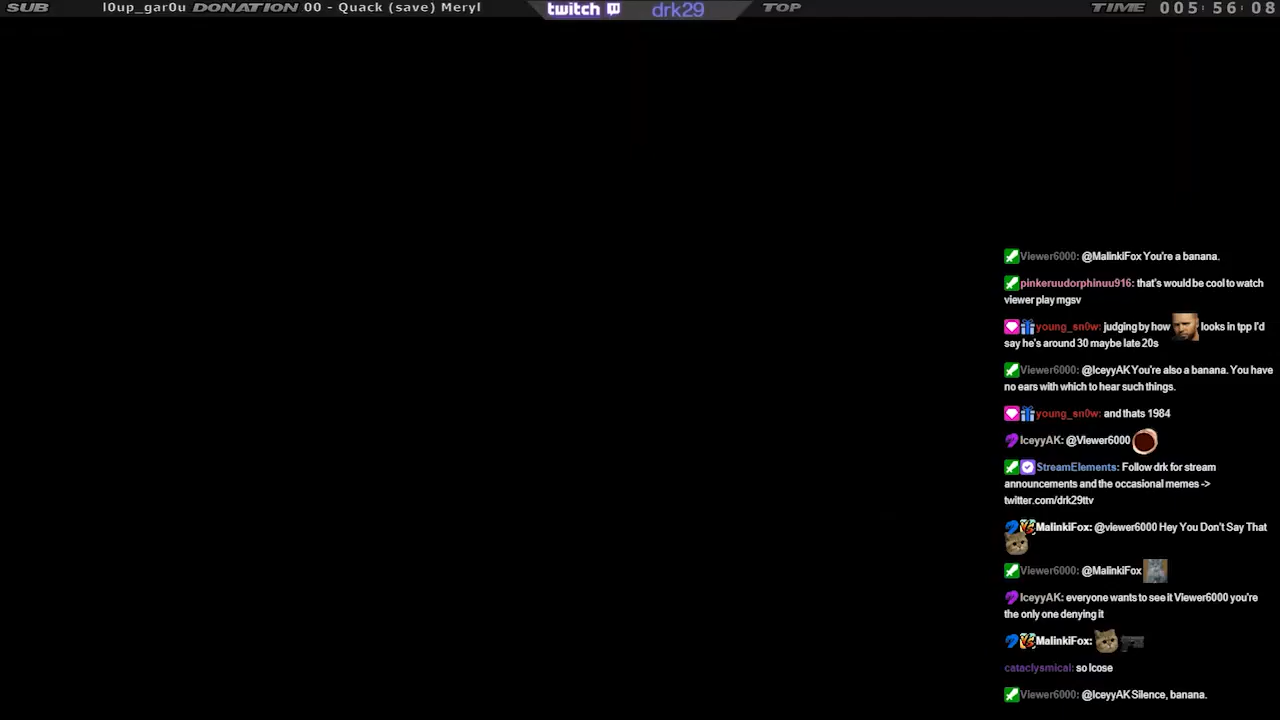 SUB l0up_gar0u DONATION 00 - Quack (save) Meryl twitch drk29 TOP TIME 005:56:08
Viewer6000: @MalinkiFox You're a banana.
pinkeruudorphinuu916: that's would be cool to watch
viewer play mgsv
young_sn0w: judging by how looks in tpp I'd
say he's around 30 maybe late 20s
Viewer6000: @IceyyAK You're also a banana. You have
no ears with which to hear such things.
young_sn0w: and thats 1984
IceyyAK: @Viewer6000
StreamElements: Follow drk for stream
announcements and the occasional memes ->
twitter.com/drk29ttv
MalinkiFox: @viewer6000 Hey You Don't Say That
Viewer6000: @MalinkiFox
IceyyAK: everyone wants to see it Viewer6000 you're
the only one denying it
MalinkiFox:
cataclysmical: so lcose
Viewer6000: @IceyyAK Silence, banana.